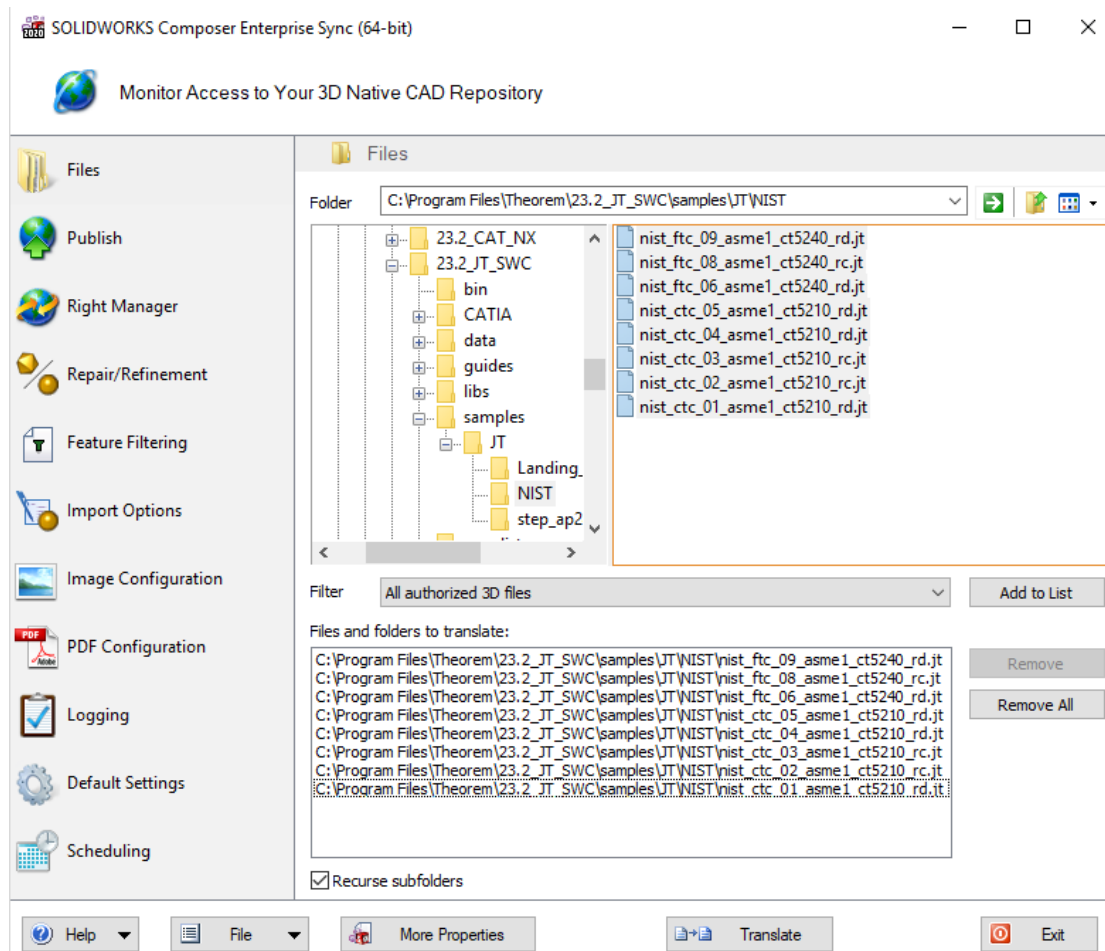 SOLIDWORKS Composer Enterprise Sync (64-bit)
Monitor Access to Your 3D Native CAD Repository
Files
Publish
Right Manager
Repair/Refinement
Feature Filtering
Import Options
Image Configuration
PDF Configuration
Logging
Default Settings
Scheduling
Files
Folder
C:\Program Files\Theorem\23.2_JT_SWC\samples\JT\NIST
23.2_CAT_NX
23.2_JT_SWC
bin
CATIA
data
guides
libs
samples
JT
Landing_
NIST
step_ap2
nist_ftc_09_asme1_ct5240_rd.jt
nist_ftc_08_asme1_ct5240_rc.jt
nist_ftc_06_asme1_ct5240_rd.jt
nist_ctc_05_asme1_ct5210_rd.jt
nist_ctc_04_asme1_ct5210_rd.jt
nist_ctc_03_asme1_ct5210_rc.jt
nist_ctc_02_asme1_ct5210_rc.jt
nist_ctc_01_asme1_ct5210_rd.jt
Filter
All authorized 3D files
Add to List
Files and folders to translate:
C:\Program Files\Theorem\23.2_JT_SWC\samples\JT\NIST\nist_ftc_09_asme1_ct5240_rd.jt
C:\Program Files\Theorem\23.2_JT_SWC\samples\JT\NIST\nist_ftc_08_asme1_ct5240_rc.jt
C:\Program Files\Theorem\23.2_JT_SWC\samples\JT\NIST\nist_ftc_06_asme1_ct5240_rd.jt
C:\Program Files\Theorem\23.2_JT_SWC\samples\JT\NIST\nist_ctc_05_asme1_ct5210_rd.jt
C:\Program Files\Theorem\23.2_JT_SWC\samples\JT\NIST\nist_ctc_04_asme1_ct5210_rd.jt
C:\Program Files\Theorem\23.2_JT_SWC\samples\JT\NIST\nist_ctc_03_asme1_ct5210_rc.jt
C:\Program Files\Theorem\23.2_JT_SWC\samples\JT\NIST\nist_ctc_02_asme1_ct5210_rc.jt
C:\Program Files\Theorem\23.2_JT_SWC\samples\JT\NIST\nist_ctc_01_asme1_ct5210_rd.jt
Remove
Remove All
Recurse subfolders
Help
File
More Properties
Translate
Exit